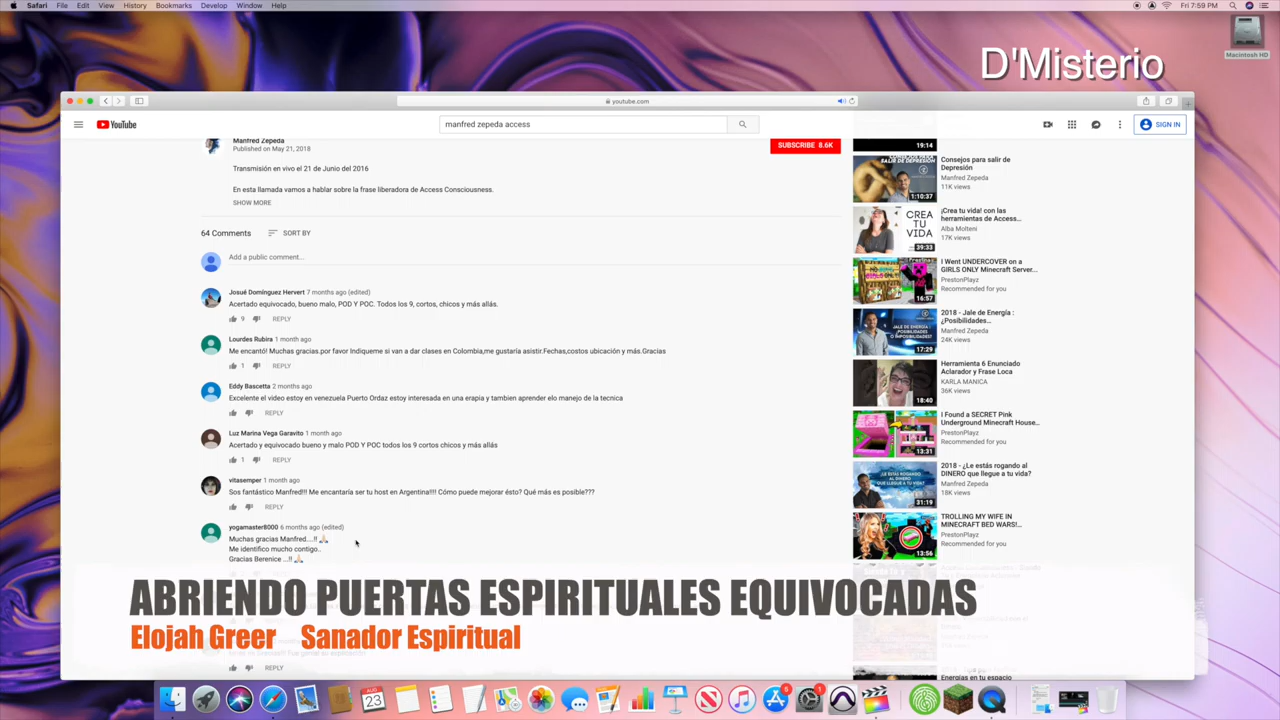 Safari File Edit View History Bookmarks Develop Window Help
Fri 7:59 PM
Macintosh HD
D'Misterio
youtube.com
YouTube
manfred zepeda access
SIGN IN
Manfred Zepeda
Published on May 21, 2018
SUBSCRIBE 8.6K
Transmisión en vivo el 21 de Junio del 2016
En esta llamada vamos a hablar sobre la frase liberadora de Access Consciousness.
SHOW MORE
64 Comments
SORT BY
Add a public comment...
Josué Domínguez Hervert 7 months ago (edited)
Acertado equivocado, bueno malo, POD Y POC. Todos los 9, cortos, chicos y más allás.
9 REPLY
Lourdes Rubira 1 month ago
Me encantó! Muchas gracias.por favor Indiqueme si van a dar clases en Colombia,me gustaría asistir.Fechas,costos ubicación y más.Gracias
1 REPLY
Eddy Bascetta 2 months ago
Excelente el video estoy en venezuela Puerto Ordaz estoy interesada en una erapia y tambien aprender elo manejo de la tecnica
REPLY
Luz Marina Vega Garavito 1 month ago
Acertado y equivocado bueno y malo POD Y POC todos los 9 cortos chicos y más allás
1 REPLY
vitasemper 1 month ago
Sos fantástico Manfred!!! Me encantaría ser tu host en Argentina!!!! Cómo puede mejorar ésto? Qué más es posible???
REPLY
yogamaster8000 6 months ago (edited)
Muchas gracias Manfred....!! 🙏🏻
Me identifico mucho contigo..
Gracias Berenice ...!! 🙏🏻
REPLY
19:14
Consejos para salir de
Depresión
Manfred Zepeda
11K views
1:10:37
¡Crea tu vida! con las
herramientas de Access...
Alba Molteni
17K views
CREA
TU
VIDA
39:33
I Went UNDERCOVER on a
GIRLS ONLY Minecraft Server...
PrestonPlayz
Recommended for you
16:57
2018 - Jale de Energía :
¿Posibilidades...
Manfred Zepeda
24K views
17:29
Herramienta 6 Enunciado
Aclarador y Frase Loca
KARLA MANICA
36K views
18:40
I Found a SECRET Pink
Underground Minecraft House...
PrestonPlayz
Recommended for you
13:31
2018 - ¿Le estás rogando al
DINERO que llegue a tu vida?
Manfred Zepeda
18K views
31:19
TROLLING MY WIFE IN
MINECRAFT BED WARS!...
PrestonPlayz
Recommended for you
13:56
Energías en tu espacio
ABRIENDO PUERTAS ESPIRITUALES EQUIVOCADAS
Elojah Greer Sanador Espiritual
AUG
23
5
1